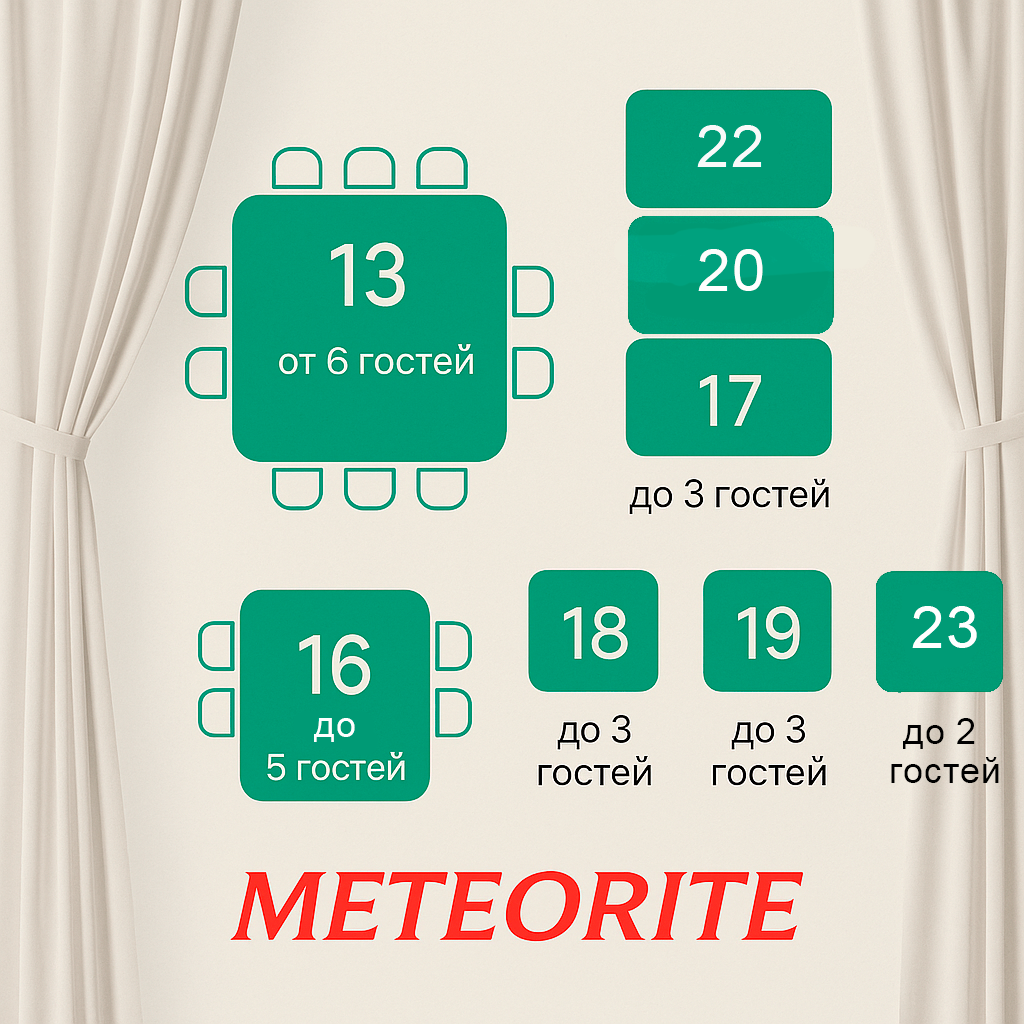 13
от 6 гостей
22
20
17
до 3 гостей
16
до
5 гостей
18
до 3
гостей
19
до 3
гостей
23
до 2
гостей
METEORITE